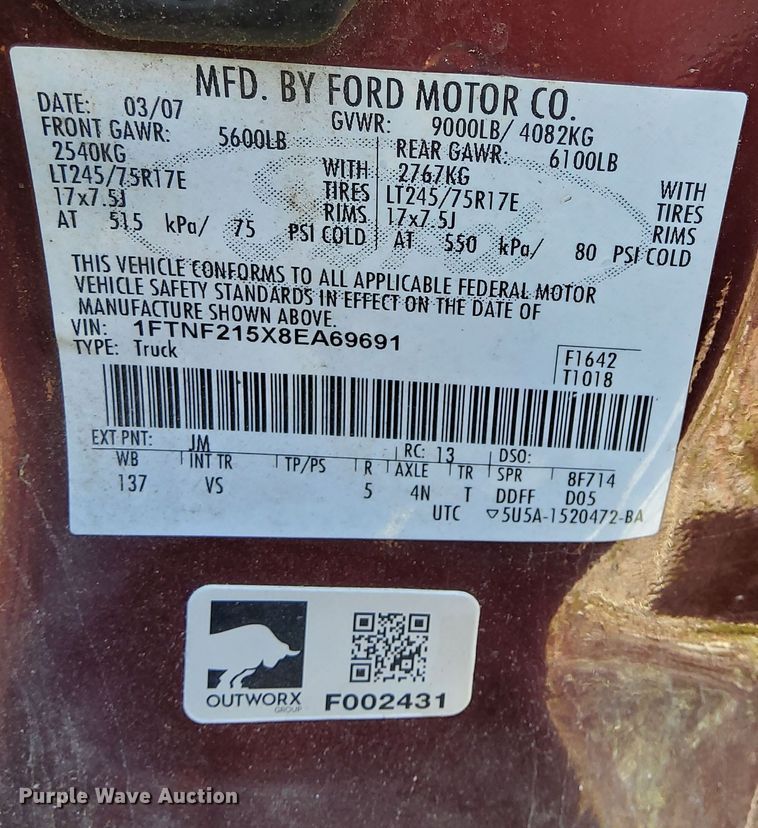 MFD. BY FORD MOTOR CO.
DATE: 03/07 GVWR: 9000LB/ 4082KG
FRONT GAWR: 5600LB REAR GAWR: 6100LB
2540KG WITH 2767KG WITH
LT245/75R17E TIRES LT245/75R17E TIRES
17x7.5J RIMS 17x7.5J RIMS
AT 515 kPa/ 75 PSI COLD AT 550 kPa/ 80 PSI COLD
THIS VEHICLE CONFORMS TO ALL APPLICABLE FEDERAL MOTOR
VEHICLE SAFETY STANDARDS IN EFFECT ON THE DATE OF
MANUFACTURE SHOWN ABOVE.
VIN: 1FTNF215X8EA69691
TYPE: Truck
F1642
T1018
EXT PNT: JM RC: 13 DSO:
WB INT TR TP/PS R AXLE TR SPR 8F714
137 VS 5 4N T DDFF D05
UTC ▽5U5A-1520472-BA
OUTWORX
GROUP
F002431
Purple Wave Auction